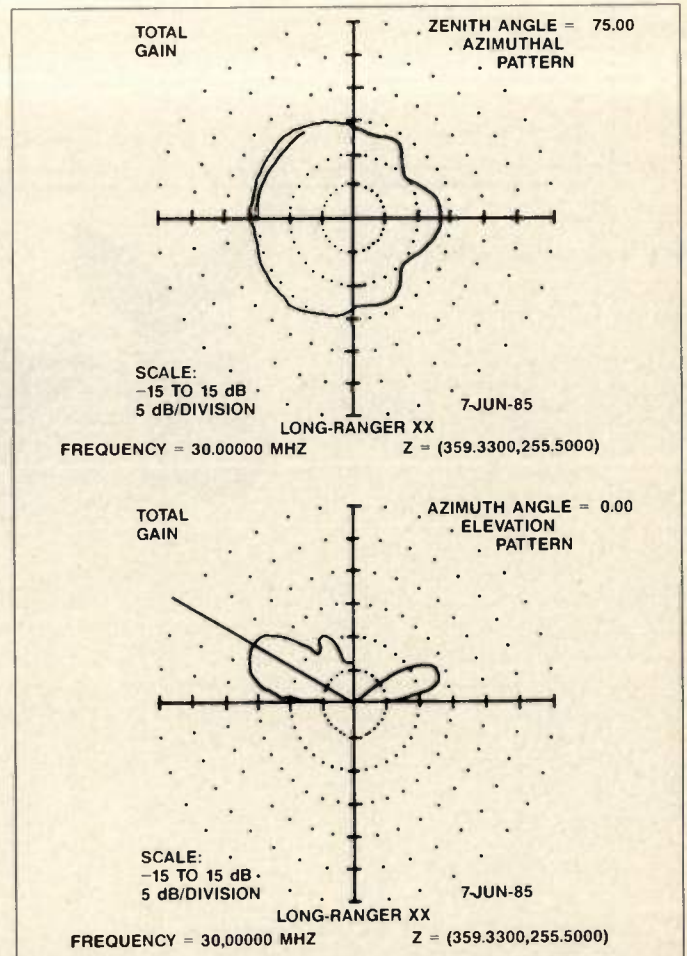 TOTAL
GAIN
ZENITH ANGLE = 75.00
AZIMUTHAL
PATTERN
SCALE:
-15 TO 15 dB
5 dB/DIVISION
7-JUN-85
LONG-RANGER XX
FREQUENCY = 30.00000 MHZ
Z = (359.3300,255.5000)
TOTAL
GAIN
AZIMUTH ANGLE = 0.00
ELEVATION
PATTERN
SCALE:
-15 TO 15 dB
5 dB/DIVISION
7-JUN-85
LONG-RANGER XX
FREQUENCY = 30,00000 MHZ
Z = (359.3300,255.5000)